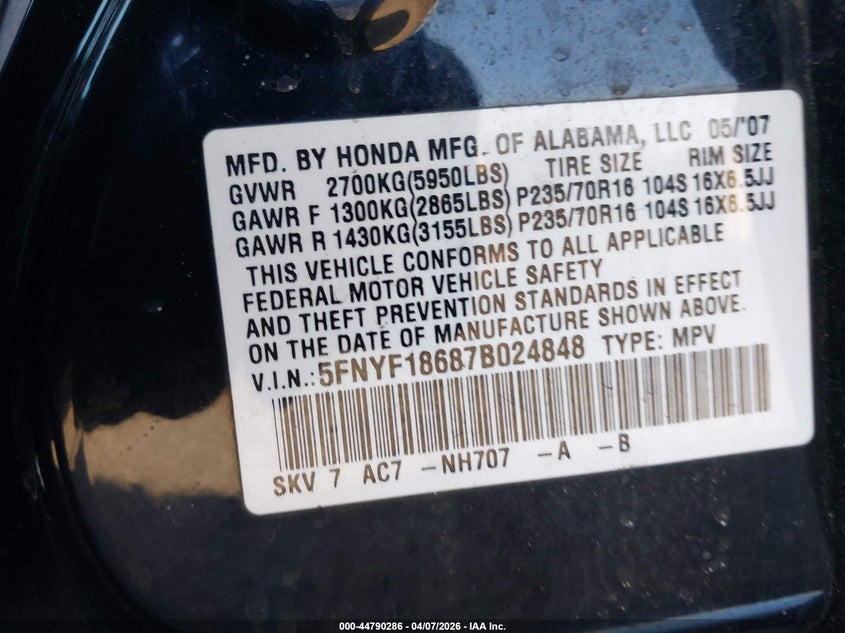 MFD. BY HONDA MFG. OF ALABAMA, LLC 05/'07
GVWR 2700KG(5950LBS) TIRE SIZE RIM SIZE
GAWR F 1300KG(2865LBS) P235/70R16 104S 16X6.5JJ
GAWR R 1430KG(3155LBS) P235/70R16 104S 16X6.5JJ
THIS VEHICLE CONFORMS TO ALL APPLICABLE
FEDERAL MOTOR VEHICLE SAFETY
AND THEFT PREVENTION STANDARDS IN EFFECT
ON THE DATE OF MANUFACTURE SHOWN ABOVE.
V.I.N.: 5FNYF18687B024848 TYPE: MPV
SKV 7 AC7 -NH707 -A -B
000-44790286 - 04/07/2026 - IAA Inc.